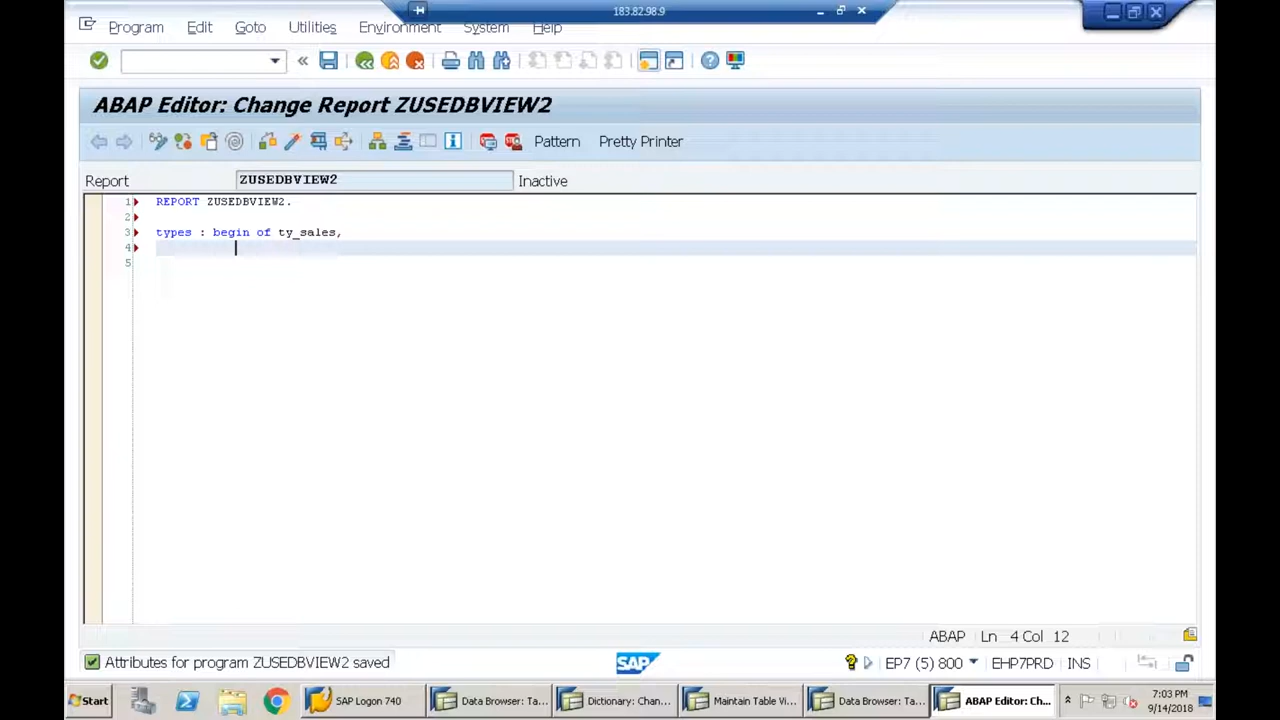 183.82.98.9
Program Edit Goto Utilities Environment System Help
ABAP Editor: Change Report ZUSEDBVIEW2
Pattern Pretty Printer
Report ZUSEDBVIEW2 Inactive
1 REPORT ZUSEDBVIEW2.
2
3 types : begin of ty_sales,
4
5
ABAP Ln 4 Col 12
Attributes for program ZUSEDBVIEW2 saved
SAP
EP7 (5) 800 EHP7PRD INS
Start SAP Logon 740 Data Browser: Ta... Dictionary: Chan... Maintain Table Vi... Data Browser: Ta... ABAP Editor: Ch... 7:03 PM
9/14/2018